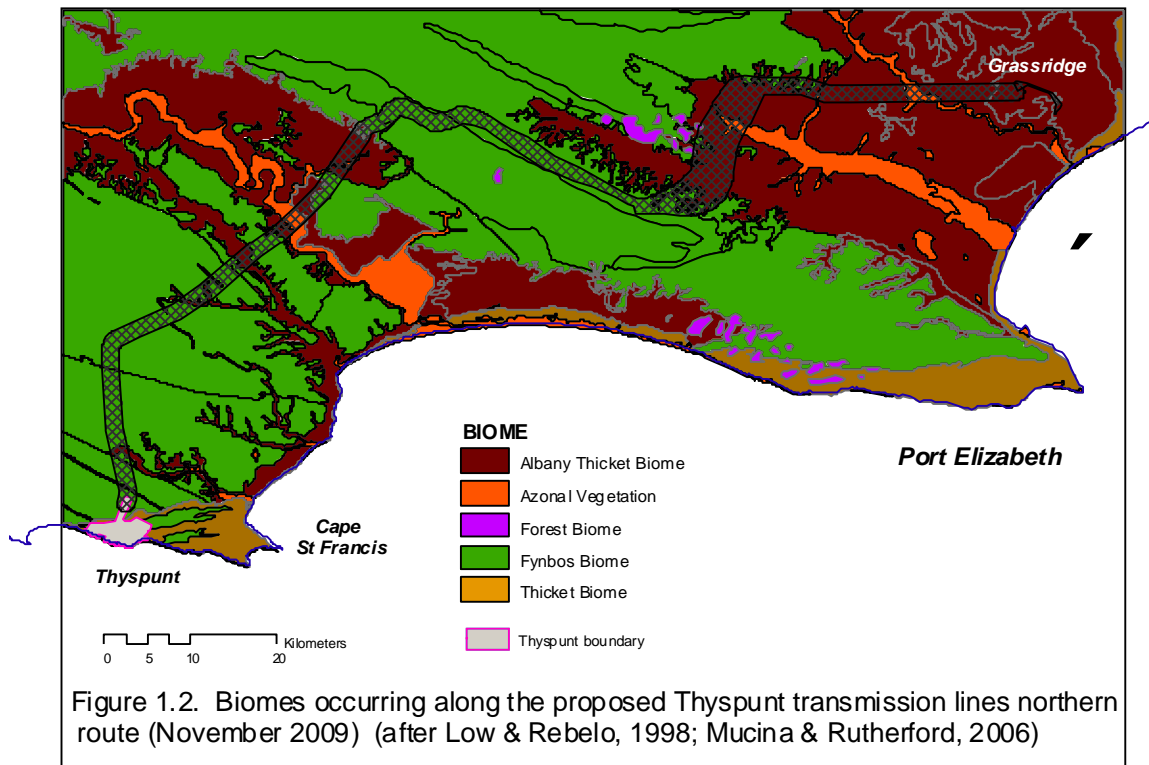 Grassridge
BIOME
Albany Thicket Biome
Azonal Vegetation
Forest Biome
Fynbos Biome
Thicket Biome
Thyspunt boundary
Port Elizabeth
Cape
St Francis
Thyspunt
Kilometers
0 5 10 20
Figure 1.2. Biomes occurring along the proposed Thyspunt transmission lines northern
route (November 2009) (after Low & Rebelo, 1998; Mucina & Rutherford, 2006)